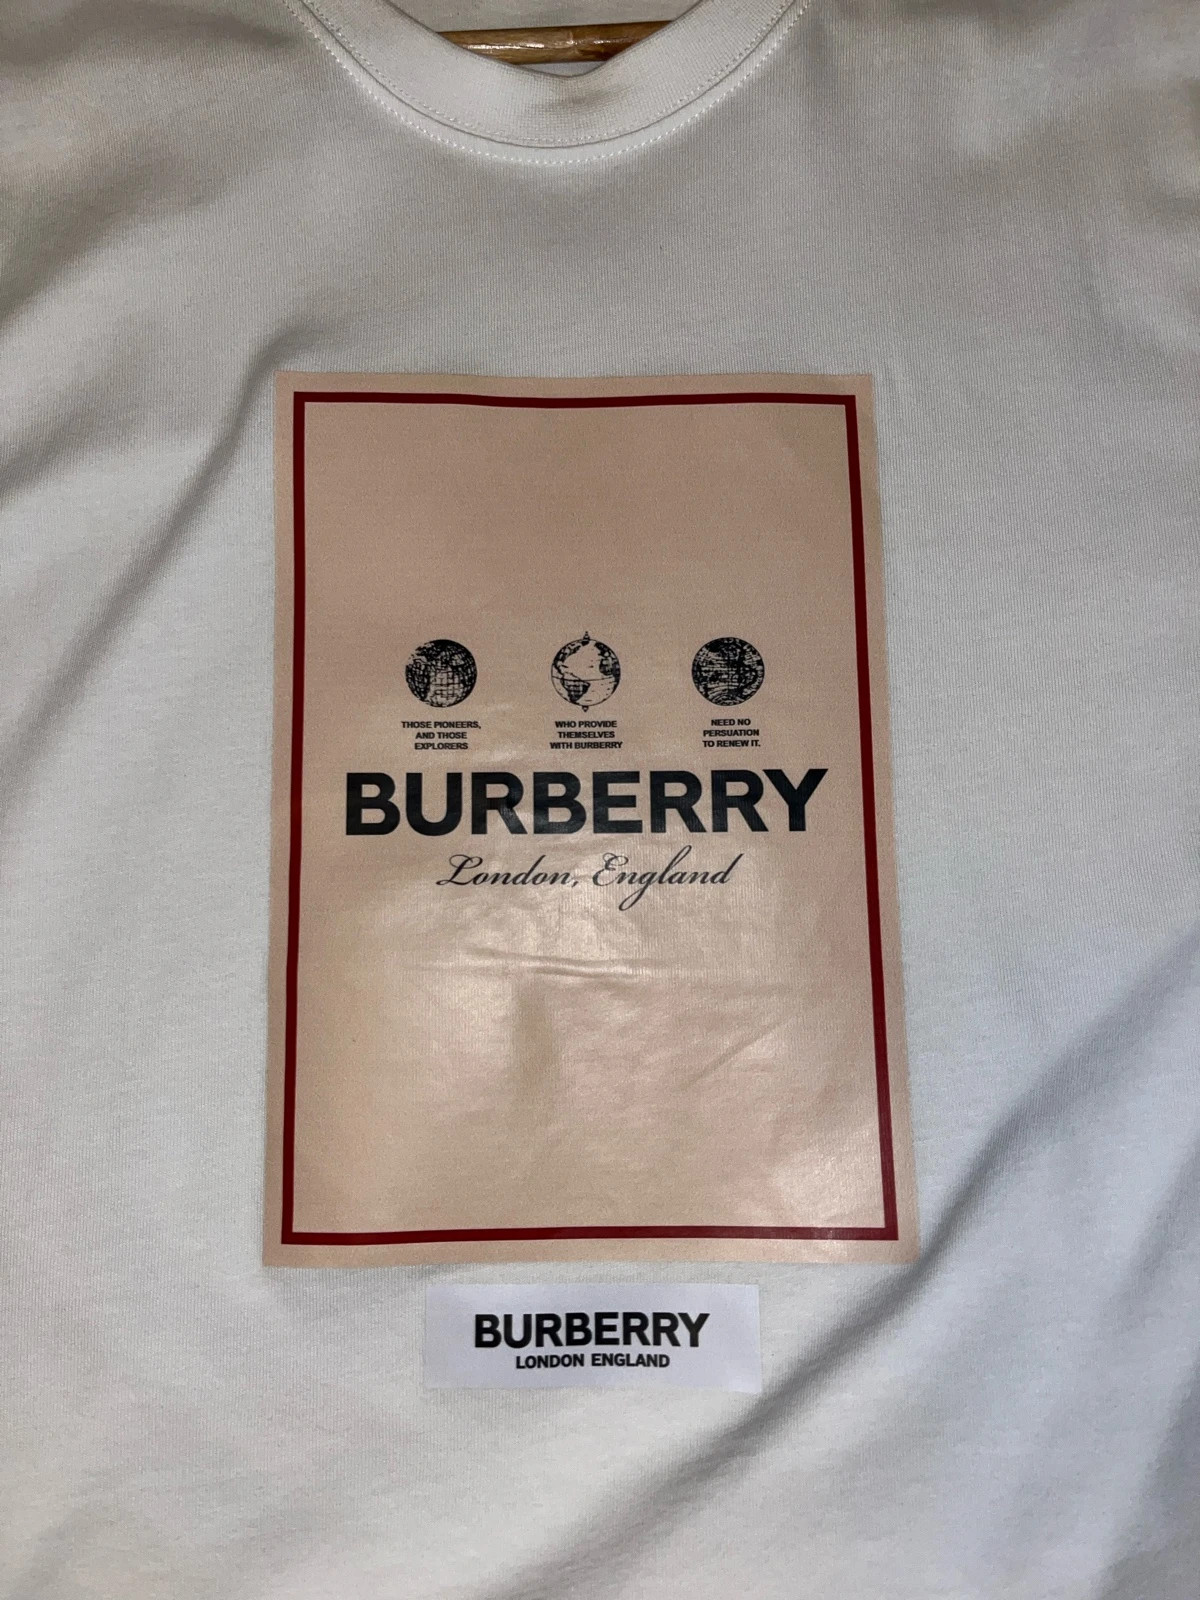 THOSE PIONEERS,
AND THOSE
EXPLORERS
WHO PROVIDE
THEMSELVES
WITH BURBERRY
NEED NO
PERSUATION
TO RENEW IT.
BURBERRY
London, England
BURBERRY
LONDON ENGLAND